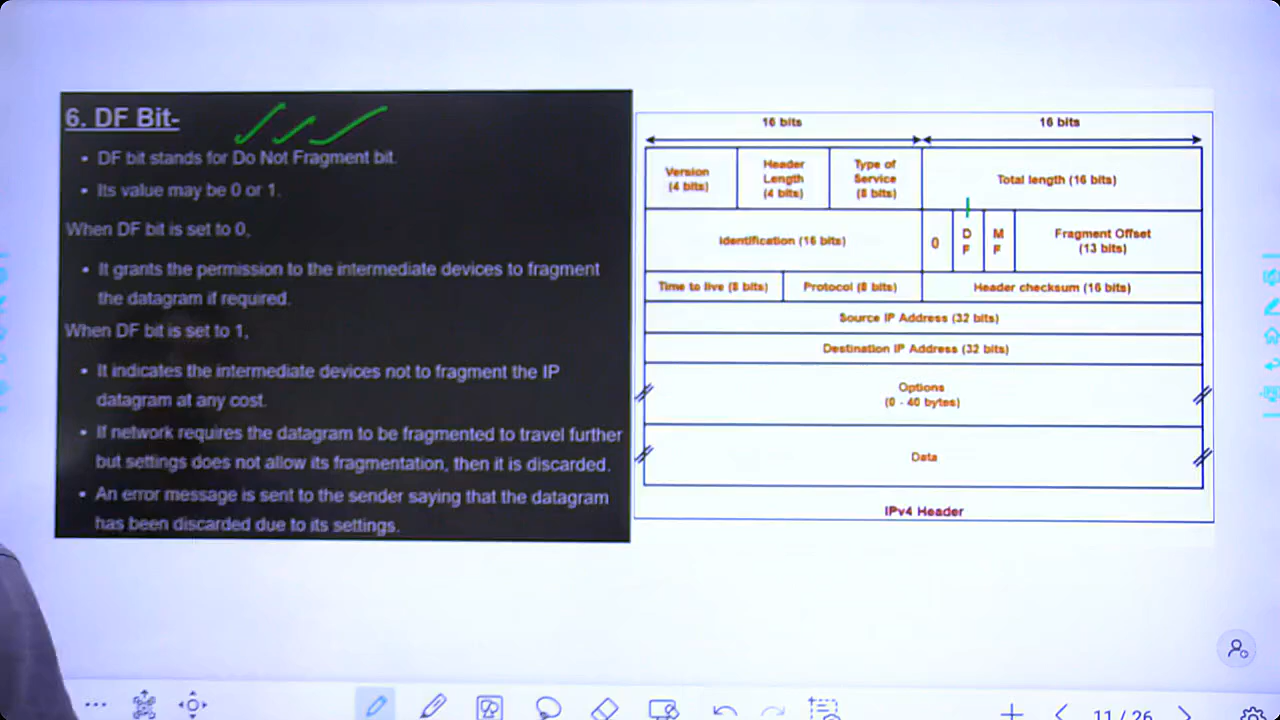 6. DF Bit-
• DF bit stands for Do Not Fragment bit.
• Its value may be 0 or 1.
When DF bit is set to 0,
• It grants the permission to the intermediate devices to fragment
the datagram if required.
When DF bit is set to 1,
• It indicates the intermediate devices not to fragment the IP
datagram at any cost.
• If network requires the datagram to be fragmented to travel further
but settings does not allow its fragmentation, then it is discarded.
• An error message is sent to the sender saying that the datagram
has been discarded due to its settings.
16 bits
16 bits
Version
(4 bits)
Header
Length
(4 bits)
Type of
Service
(8 bits)
Total length (16 bits)
Identification (16 bits)
0
D
F
M
F
Fragment Offset
(13 bits)
Time to live (8 bits)
Protocol (8 bits)
Header checksum (16 bits)
Source IP Address (32 bits)
Destination IP Address (32 bits)
Options
(0 - 40 bytes)
Data
IPv4 Header
11/26